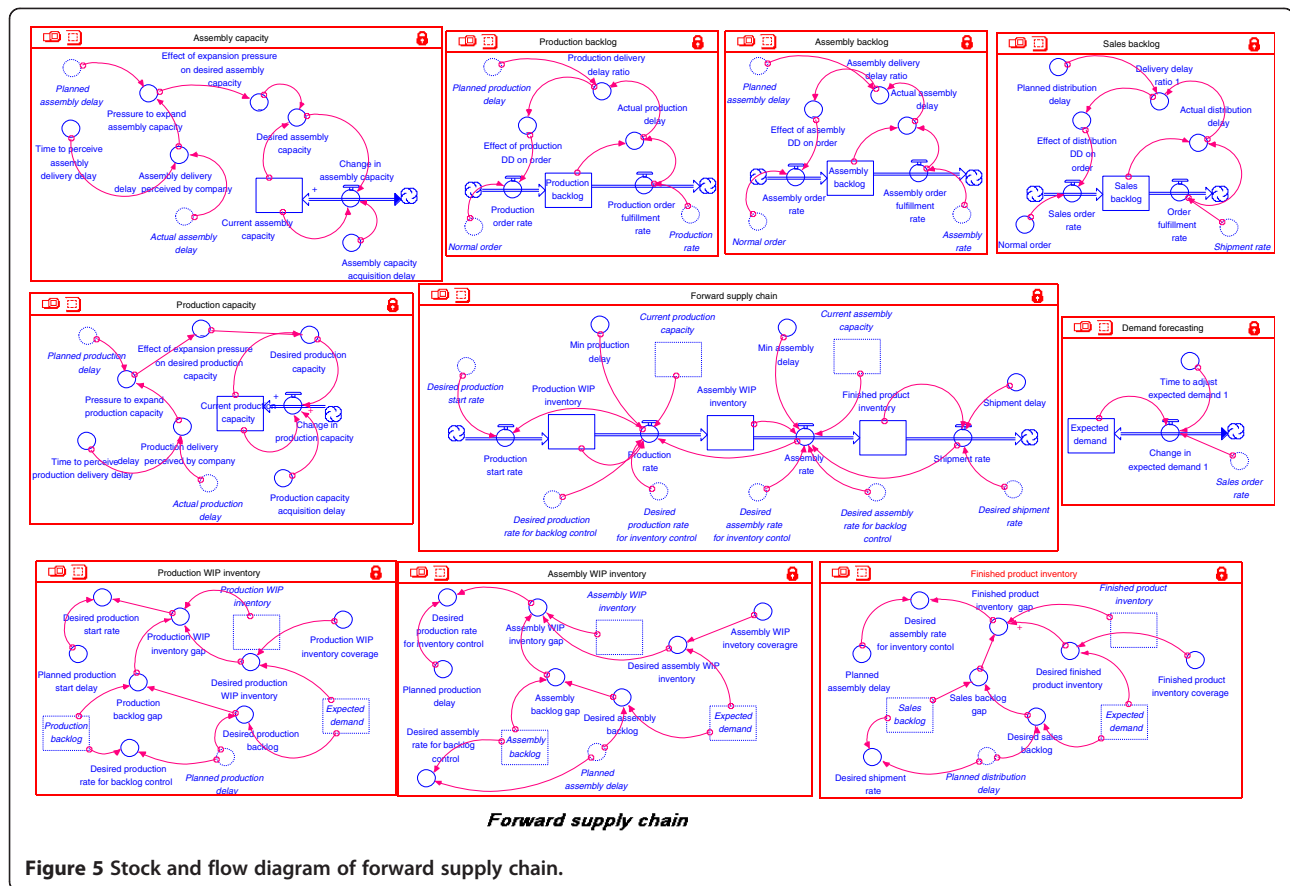 Assembly capacity
Effect of expansion pressure
on desired assembly
capacity
Planned assembly delay
Pressure to expand
assembly capacity
Desired assembly
capacity
Time to perceive
assembly
delivery delay
Assembly delivery
delay perceived by company
Change in
assembly capacity
+
Current assembly
capacity
Actual assembly
delay
Assembly capacity
acquisition delay
Production backlog
Production delivery
delay ratio
Planned production
delay
Actual production
delay
Effect of production
DD on order
Production
backlog
Production
order rate
Production order
fulfillment rate
Normal order
Production
rate
Assembly backlog
Assembly delivery
delay ratio
Planned assembly delay
Actual assembly delay
Effect of assembly
DD on order
Assembly
backlog
Assembly order
rate
Assembly order
fulfillment rate
Normal order
Assembly
rate
Sales backlog
Delivery delay
ratio 1
Planned distribution
delay
Actual distribution
delay
Effect of distribution
DD on
order
Sales
backlog
Sales order
rate
Order
fulfillment
rate
Normal order
Shipment rate
Production capacity
Planned production
delay
Effect of expansion pressure
on desired production
capacity
Desired production
capacity
Pressure to expand
production capacity
Current production
capacity
+
+
Change in
production capacity
Production delivery
delay
perceived by company
Time to perceive
production delivery delay
Actual production
delay
Production capacity
acquisition delay
Forward supply chain
Current production
capacity
Current assembly
capacity
Min production
delay
Min assembly
delay
Desired production
start rate
Production WIP
inventory
Assembly WIP
inventory
Finished product
inventory
Shipment delay
Production
start rate
Production
rate
Assembly
rate
Shipment rate
Desired production
rate for backlog control
Desired
production rate
for inventory control
Desired
assembly rate
for inventory contol
Desired assembly
rate for backlog
control
Desired shipment
rate
Demand forecasting
Time to adjust
expected demand 1
Expected
demand
Change in
expected demand 1
Sales order
rate
Production WIP inventory
Production WIP
inventory
Desired production
start rate
Production WIP
inventory gap
Production WIP
inventory coverage
Planned production
start delay
Desired production
WIP inventory
Production
backlog gap
Expected
demand
Production
backlog
Desired production
backlog
Desired production
rate for backlog control
Planned production
delay
Assembly WIP inventory
Assembly WIP
inventory
Desired
production rate
for inventory control
Assembly WIP
inventory gap
Assembly WIP
invetory coveragre
Desired assembly WIP
inventory
Planned production
delay
Assembly
backlog gap
Desired assembly
backlog
Expected
demand
Desired assembly
rate for backlog
control
Assembly
backlog
Planned
assembly delay
Finished product inventory
Finished product
inventory gap
+
Finished product
inventory
Desired
assembly rate
for inventory contol
Desired finished
product inventory
Finished product
inventory coverage
Planned
assembly delay
Sales
backlog
Sales backlog
gap
Expected
demand
Desired sales
backlog
Desired shipment
rate
Planned distribution
delay
Forward supply chain
Figure 5 Stock and flow diagram of forward supply chain.